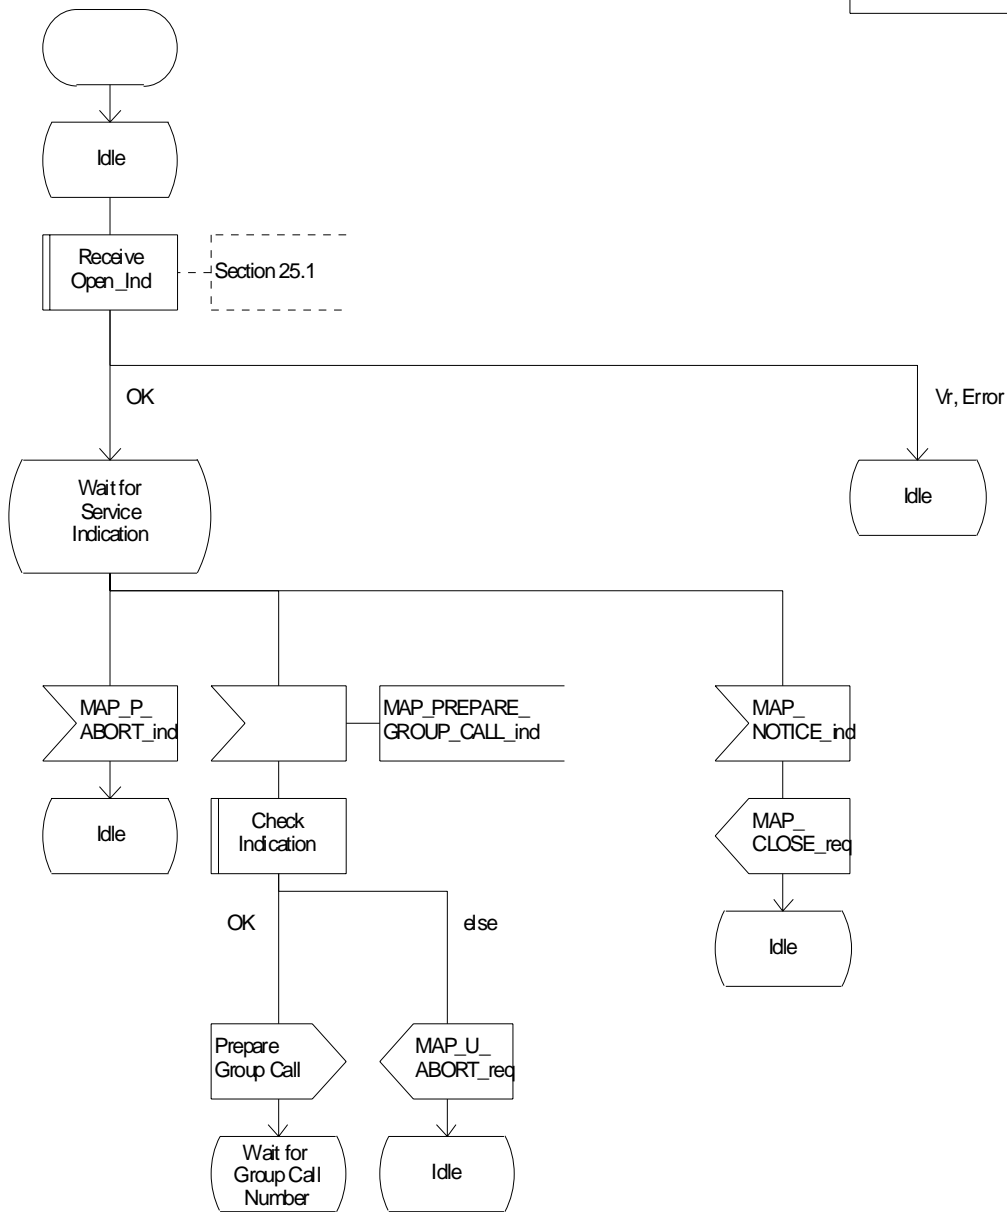 Idle
Receive
Open_Ind
Section 25.1
OK
Vr, Error
Wait for
Service
Indication
Idle
MAP_P_
ABORT_ind
MAP_PREPARE_
GROUP_CALL_ind
MAP_
NOTICE_ind
Idle
Check
Indication
MAP_
CLOSE_req
OK
else
Idle
Prepare
Group Call
MAP_U_
ABORT_req
Wait for
Group Call
Number
Idle